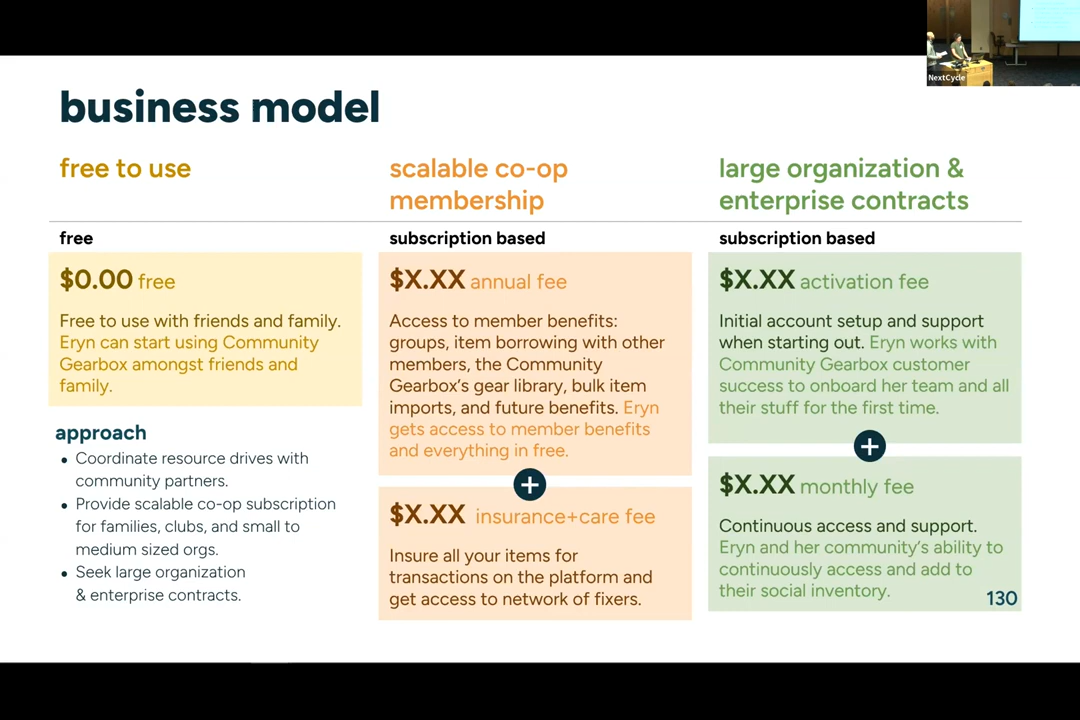 NextCycle
business model
free to use
free
$0.00 free
Free to use with friends and family.
Eryn can start using Community
Gearbox amongst friends and
family.
approach
• Coordinate resource drives with
community partners.
• Provide scalable co-op subscription
for families, clubs, and small to
medium sized orgs.
• Seek large organization
& enterprise contracts.
scalable co-op
membership
subscription based
$X.XX annual fee
Access to member benefits:
groups, item borrowing with other
members, the Community
Gearbox’s gear library, bulk item
imports, and future benefits. Eryn
gets access to member benefits
and everything in free.
+
$X.XX insurance+care fee
Insure all your items for
transactions on the platform and
get access to network of fixers.
large organization &
enterprise contracts
subscription based
$X.XX activation fee
Initial account setup and support
when starting out. Eryn works with
Community Gearbox customer
success to onboard her team and all
their stuff for the first time.
+
$X.XX monthly fee
Continuous access and support.
Eryn and her community’s ability to
continuously access and add to
their social inventory.
130